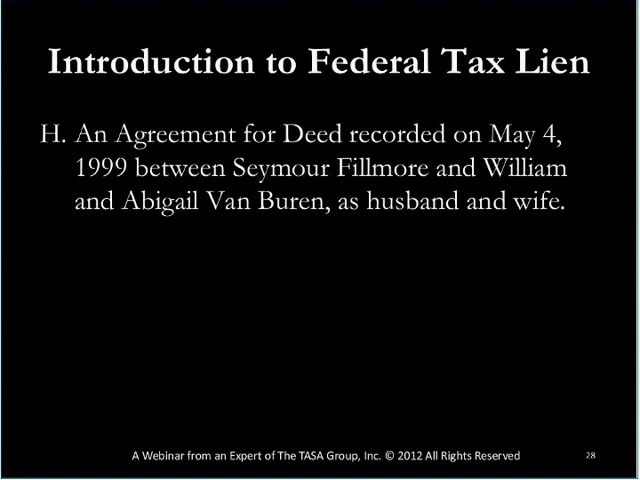 Introduction to Federal Tax Lien
H. An Agreement for Deed recorded on May 4,
1999 between Seymour Fillmore and William
and Abigail Van Buren, as husband and wife.
A Webinar from an Expert of The TASA Group, Inc. © 2012 All Rights Reserved
28